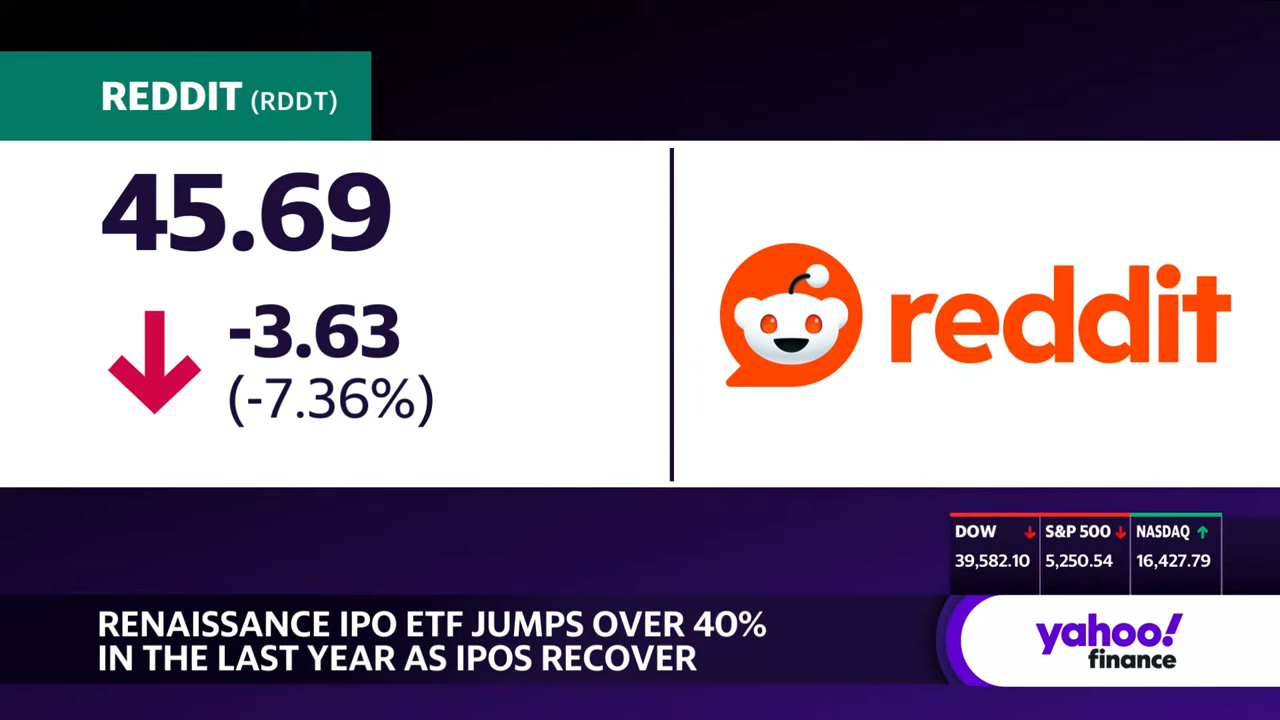 REDDIT (RDDT)
45.69
-3.63
(-7.36%)
reddit
DOW
39,582.10
S&P 500
5,250.54
NASDAQ
16,427.79
RENAISSANCE IPO ETF JUMPS OVER 40%
IN THE LAST YEAR AS IPOS RECOVER
yahoo!
finance